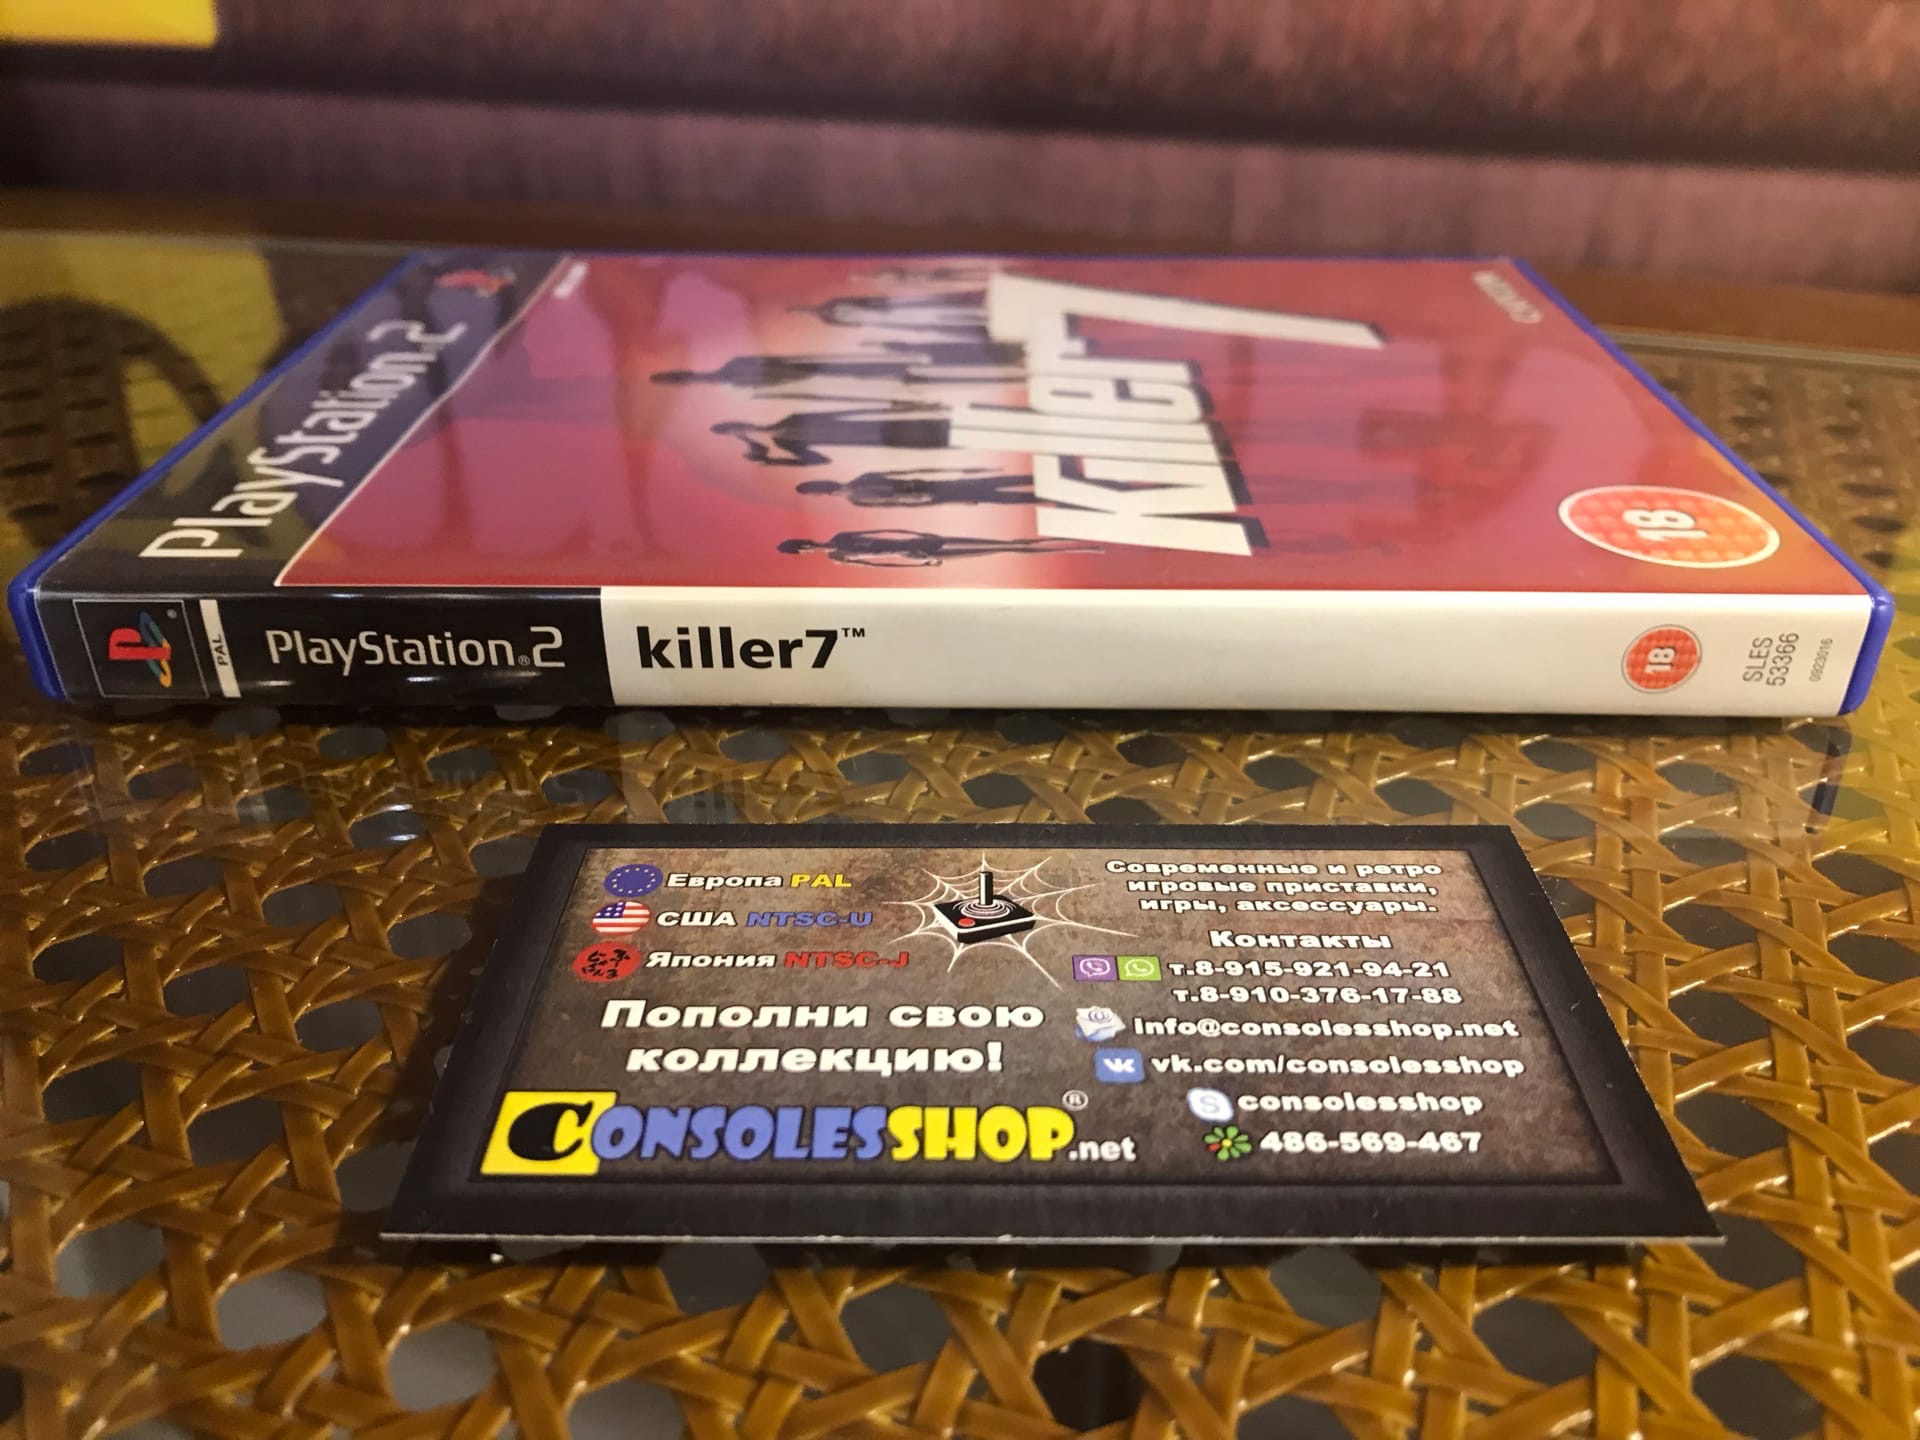 PlayStation.2
killer7
CAPCOM
18
PAL
PlayStation®2
killer7™
18
SLES
53366
0923016
Европа PAL
США NTSC-U
Япония NTSC-J
Пополни свою
коллекцию!
CONSOLESSHOP®.net
Современные и ретро
игровые приставки,
игры, аксессуары.
Контакты
т.8-915-921-94-21
т.8-910-376-17-88
info@consolesshop.net
vk.com/consolesshop
consolesshop
486-569-467